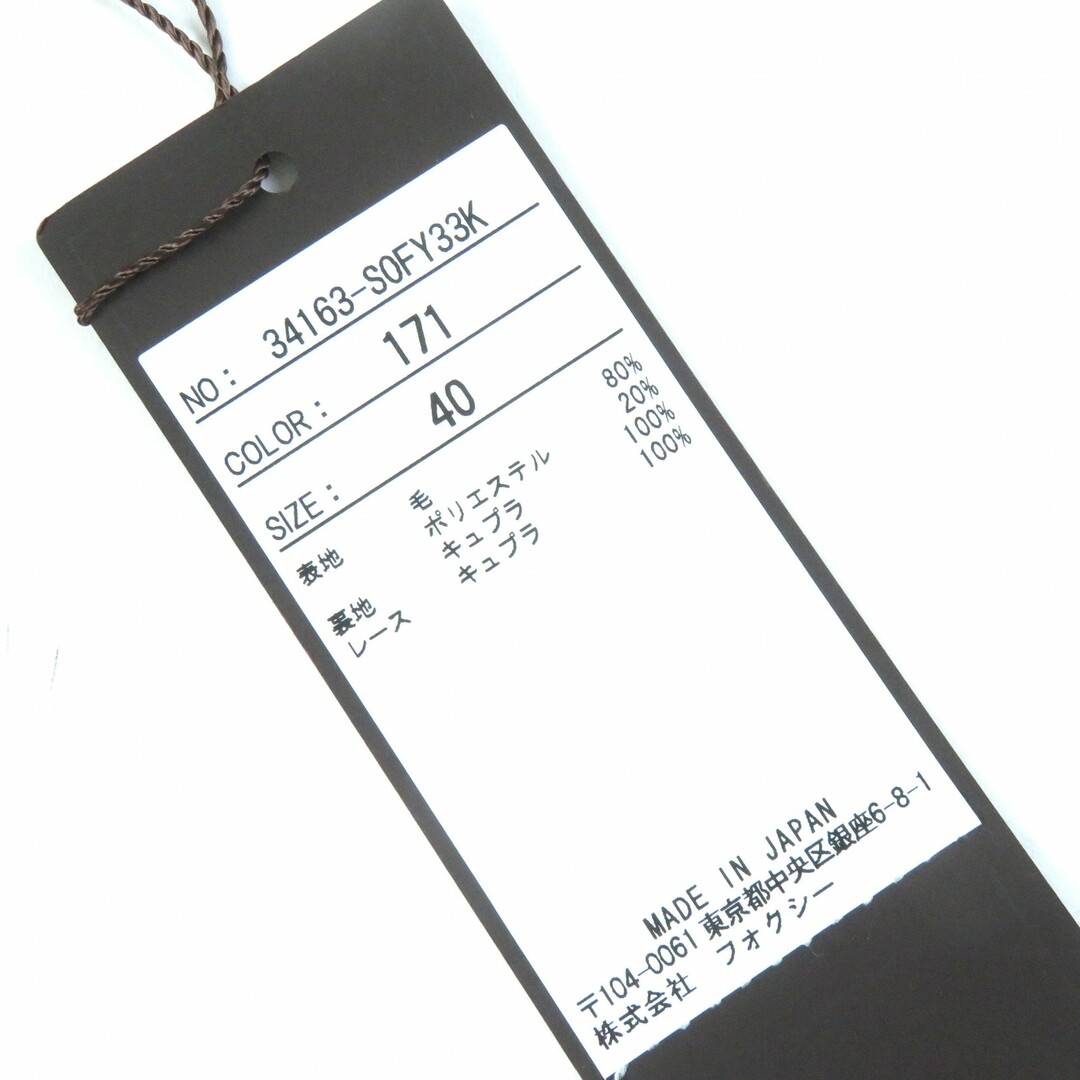 NO: 34163-SOFY33K
COLOR: 171
SIZE: 40
表地 毛 80%
ポリエステル 20%
裏地 キュプラ 100%
レース キュプラ 100%
MADE IN JAPAN
〒104-0061 東京都中央区銀座6-8-1
株式会社 フォクシー